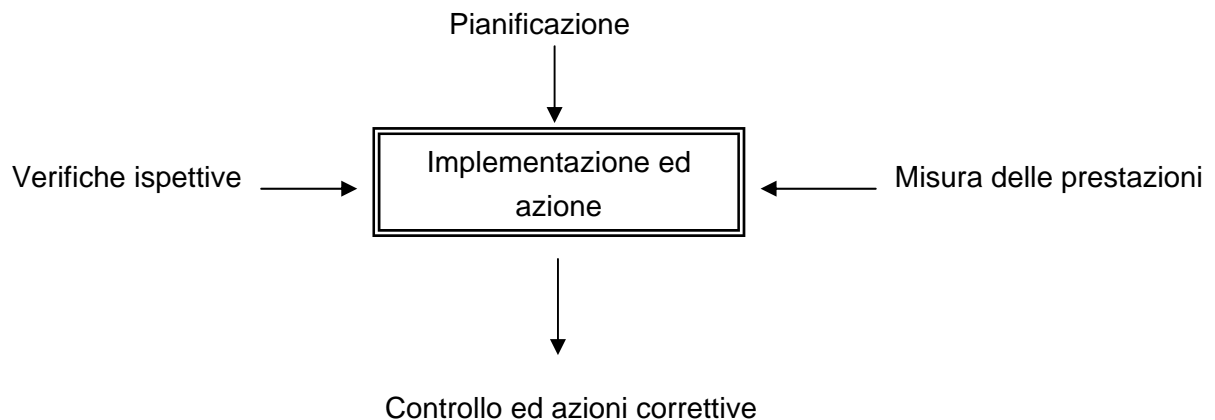 Pianificazione
Verifiche ispettive
Implementazione ed
azione
Misura delle prestazioni
Controllo ed azioni correttive